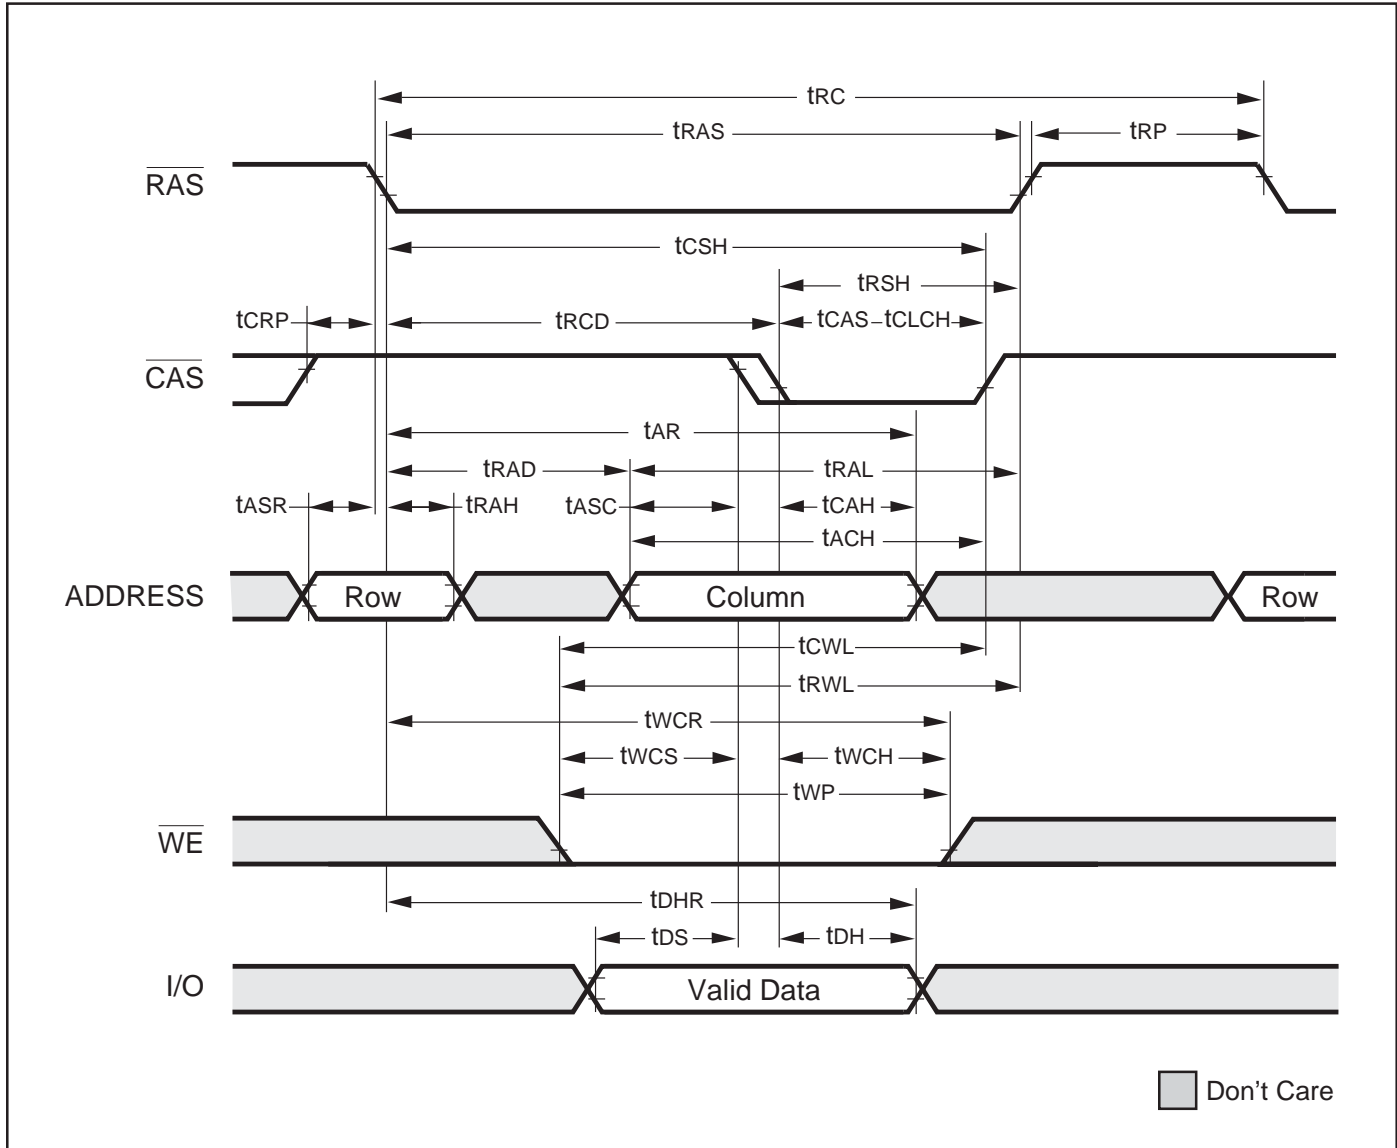 tRC
tRAS
tRP
RAS
tCSH
tRSH
tCRP
tRCD
tCAS
tCLCH
CAS
tAR
tRAD
tRAL
tASR
tRAH
tASC
tCAH
tACH
ADDRESS
Row
Column
Row
tCWL
tRWL
tWCR
tWCS
tWCH
tWP
WE
tDHR
tDS
tDH
I/O
Valid Data
Don't Care